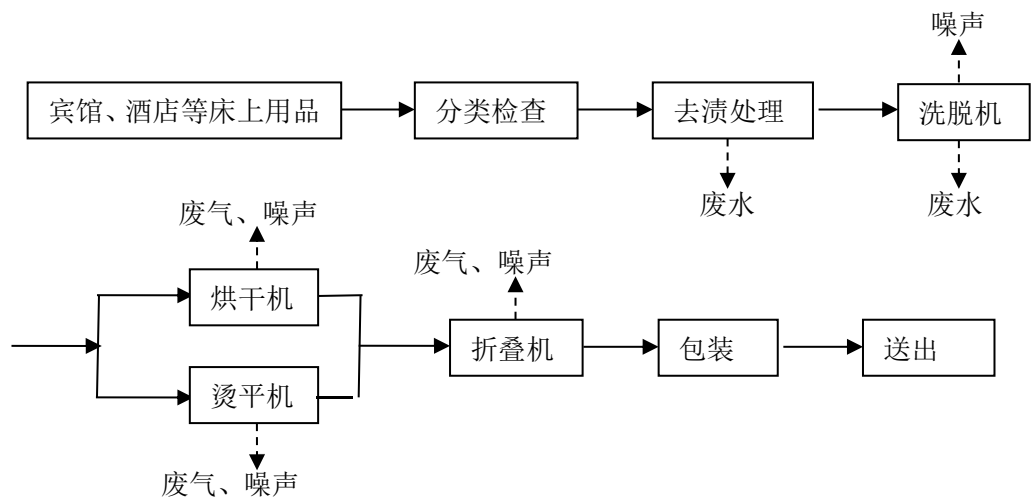 噪声
宾馆、酒店等床上用品
分类检查
去渍处理
洗脱机
废水
废水
废气、噪声
烘干机
废气、噪声
折叠机
包装
送出
烫平机
废气、噪声